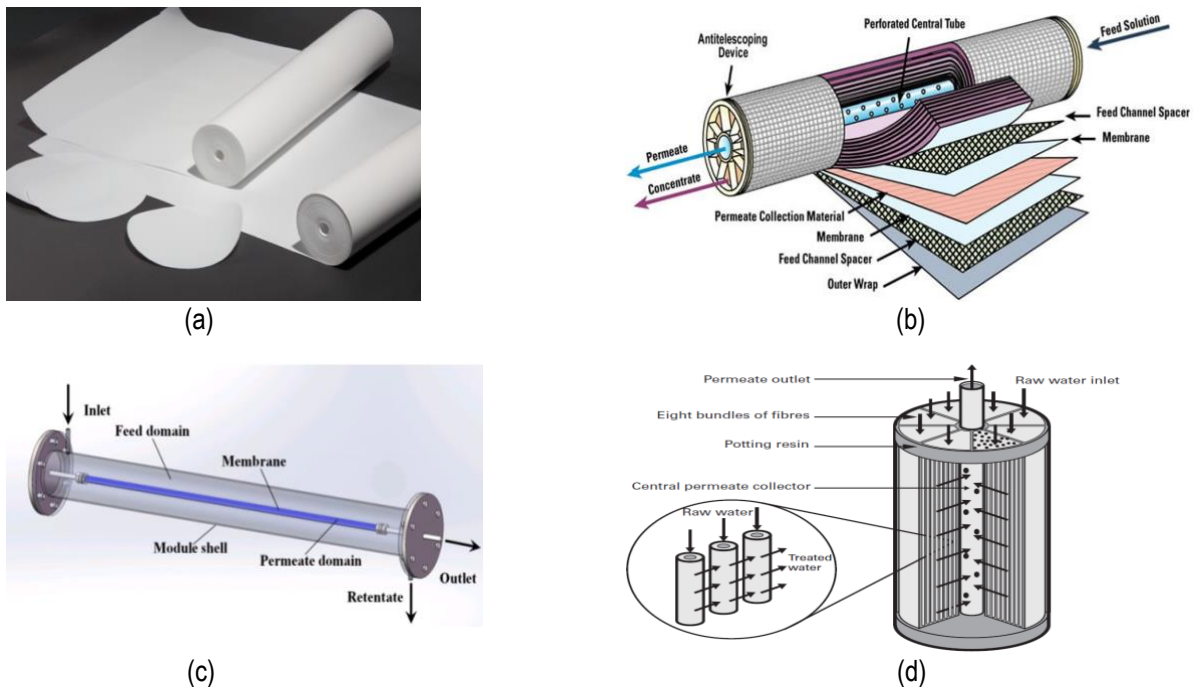 Perforated Central Tube
Feed Solution
Antitelescoping
Device
Feed Channel Spacer
Membrane
Permeate
Concentrate
Permeate Collection Material
Membrane
Feed Channel Spacer
Outer Wrap
(a)
(b)
Inlet
Feed domain
Membrane
Module shell
Permeate domain
Outlet
Retentate
(c)
Permeate outlet
Raw water inlet
Eight bundles of fibres
Potting resin
Central permeate collector
Raw water
Treated
water
(d)